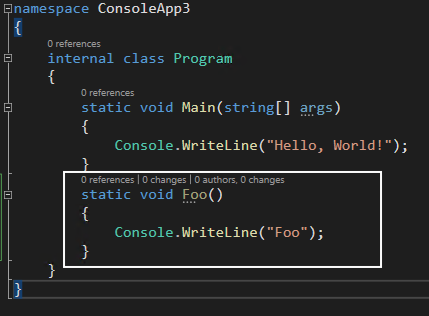 namespace ConsoleApp3
{
0 references
internal class Program
{
0 references
static void Main(string[] args)
{
Console.WriteLine("Hello, World!");
}
0 references | 0 changes | 0 authors, 0 changes
static void Foo()
{
Console.WriteLine("Foo");
}
}
}